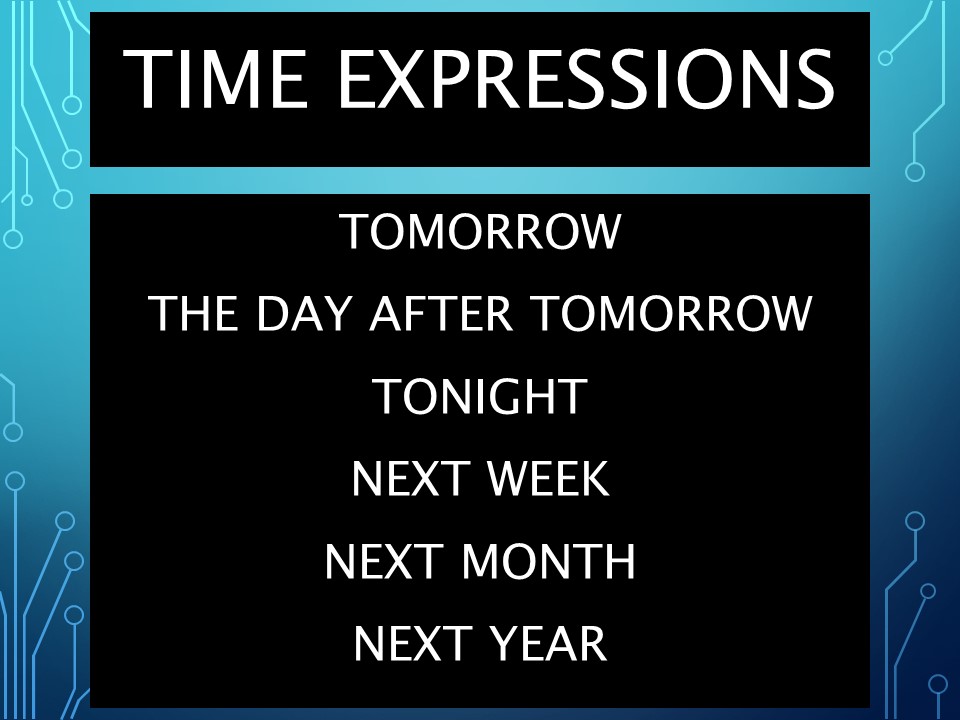 TIME EXPRESSIONS
TOMORROW
THE DAY AFTER TOMORROW
TONIGHT
NEXT WEEK
NEXT MONTH
NEXT YEAR